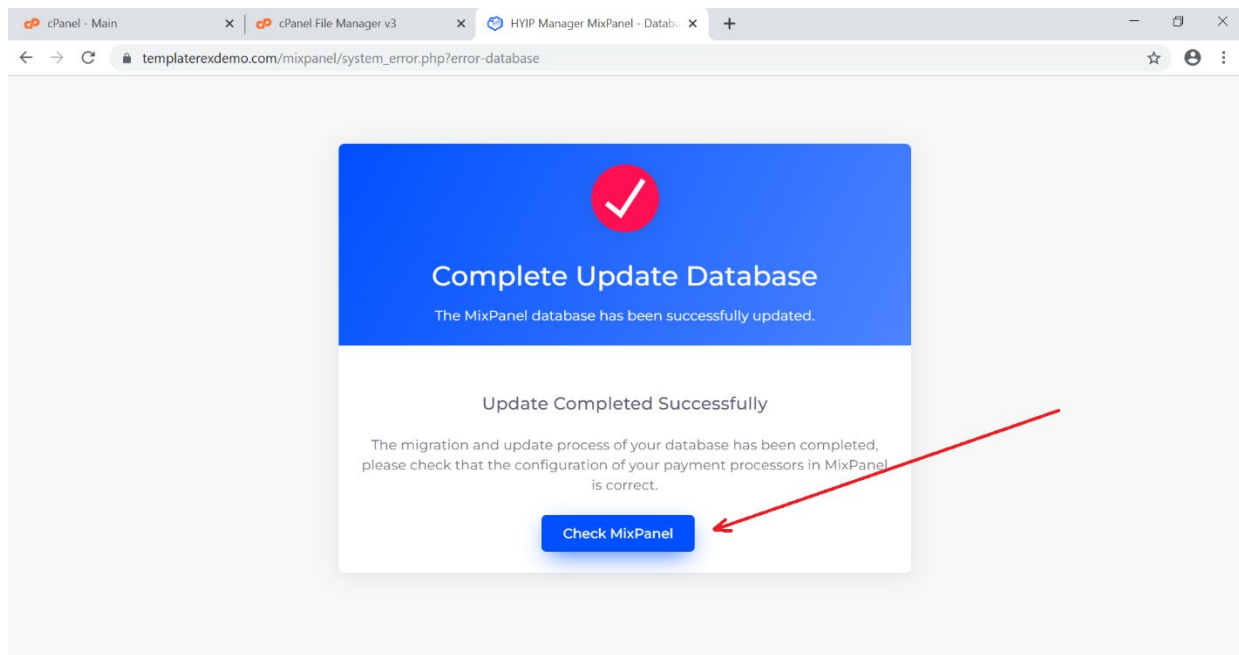 cPanel - Main
cPanel File Manager v3
HYIP Manager MixPanel - Datab
templaterexdemo.com/mixpanel/system_error.php?error-database
Complete Update Database
The MixPanel database has been successfully updated.
Update Completed Successfully
The migration and update process of your database has been completed,
please check that the configuration of your payment processors in MixPanel
is correct.
Check MixPanel